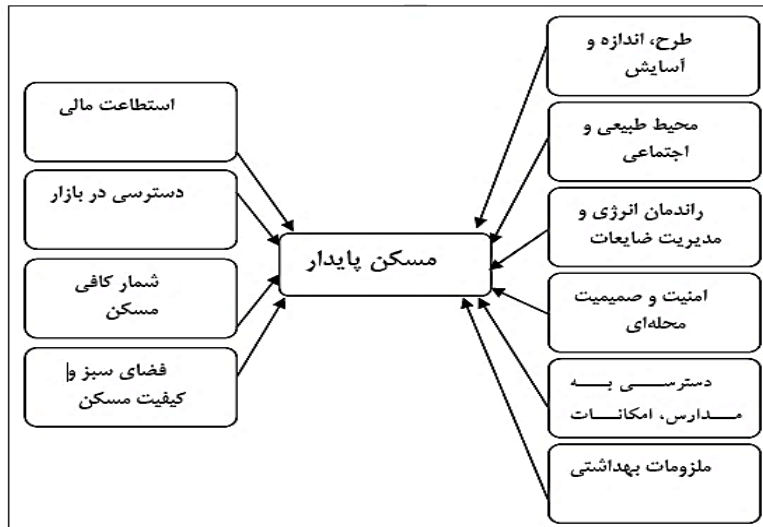 طرح، اندازه و
آسایش
محیط طبیعی و
اجتماعی
راندمان انرژی و
مدیریت ضایعات
امنیت و صمیمیت
محله‌ای
دسترسی به
مدارس، امکانات
ملزومات بهداشتی
مسکن پایدار
استطاعت مالی
دسترسی در بازار
شمار کافی
مسکن
فضای سبز و
کیفیت مسکن